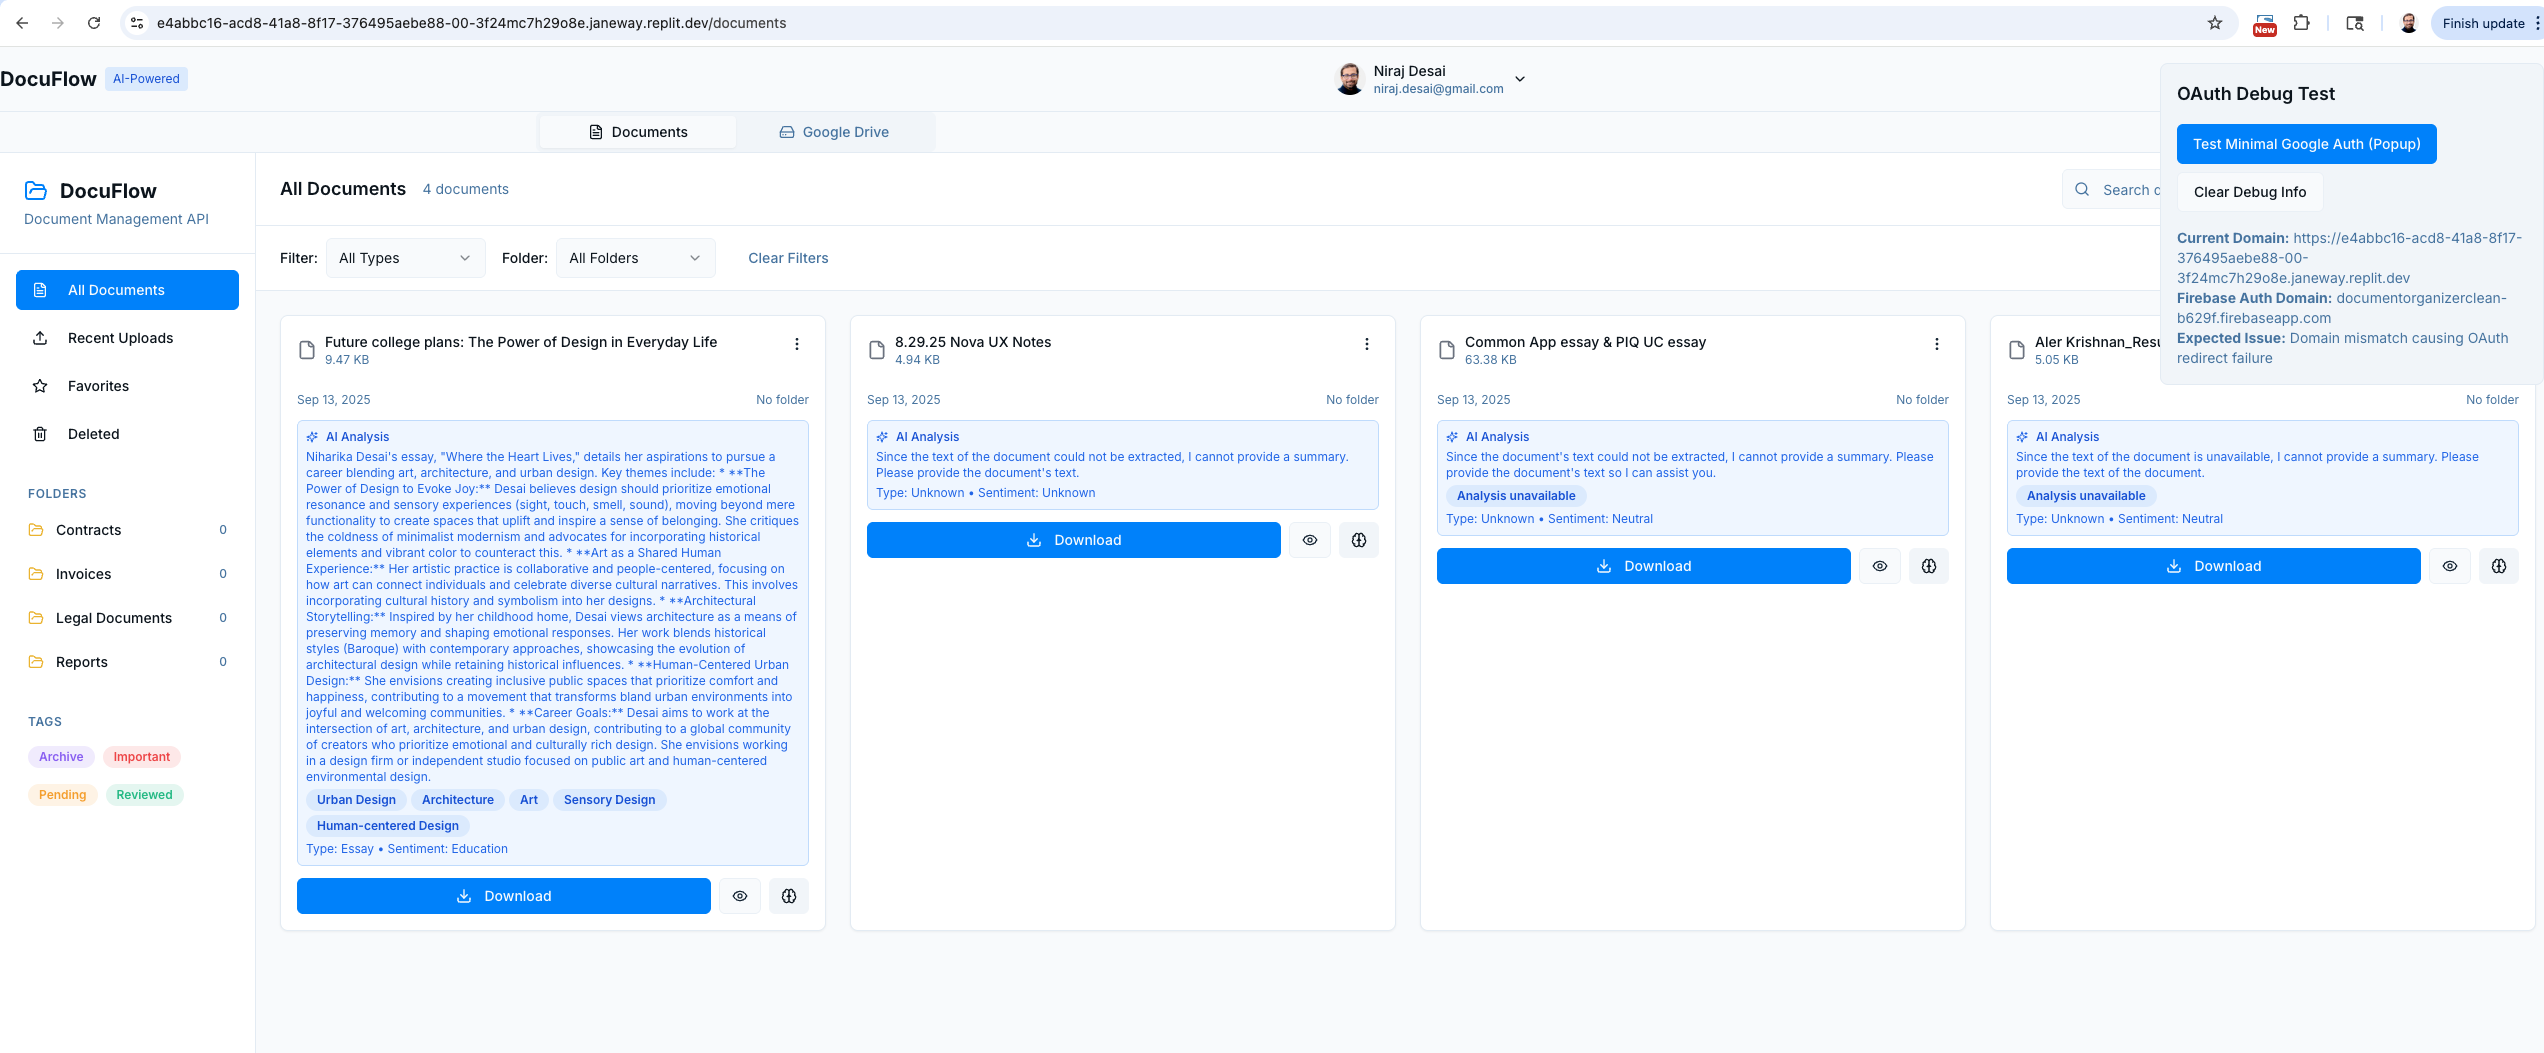 e4abbc16-acd8-41a8-8f17-376495aebe88-00-3f24mc7h29o8e.janeway.replit.dev/documents
New
Finish update
DocuFlow
AI-Powered
Niraj Desai
niraj.desai@gmail.com
Documents
Google Drive
OAuth Debug Test
Test Minimal Google Auth (Popup)
Clear Debug Info
Current Domain: https://e4abbc16-acd8-41a8-8f17-
376495aebe88-00-
3f24mc7h29o8e.janeway.replit.dev
Firebase Auth Domain: documentorganizerclean-
b629f.firebaseapp.com
Expected Issue: Domain mismatch causing OAuth
redirect failure
DocuFlow
Document Management API
All Documents
Recent Uploads
Favorites
Deleted
FOLDERS
Contracts 0
Invoices 0
Legal Documents 0
Reports 0
TAGS
Archive Important
Pending Reviewed
All Documents 4 documents
Search
Filter: All Types Folder: All Folders Clear Filters
Future college plans: The Power of Design in Everyday Life
9.47 KB
Sep 13, 2025 No folder
AI Analysis
Niharika Desai's essay, "Where the Heart Lives," details her aspirations to pursue a
career blending art, architecture, and urban design. Key themes include: * **The
Power of Design to Evoke Joy:** Desai believes design should prioritize emotional
resonance and sensory experiences (sight, touch, smell, sound), moving beyond mere
functionality to create spaces that uplift and inspire a sense of belonging. She critiques
the coldness of minimalist modernism and advocates for incorporating historical
elements and vibrant color to counteract this. * **Art as a Shared Human
Experience:** Her artistic practice is collaborative and people-centered, focusing on
how art can connect individuals and celebrate diverse cultural narratives. This involves
incorporating cultural history and symbolism into her designs. * **Architectural
Storytelling:** Inspired by her childhood home, Desai views architecture as a means of
preserving memory and shaping emotional responses. Her work blends historical
styles (Baroque) with contemporary approaches, showcasing the evolution of
architectural design while retaining historical influences. * **Human-Centered Urban
Design:** She envisions creating inclusive public spaces that prioritize comfort and
happiness, contributing to a movement that transforms bland urban environments into
joyful and welcoming communities. * **Career Goals:** Desai aims to work at the
intersection of art, architecture, and urban design, contributing to a global community
of creators who prioritize emotional and culturally rich design. She envisions working
in a design firm or independent studio focused on public art and human-centered
environmental design.
Urban Design Architecture Art Sensory Design
Human-centered Design
Type: Essay • Sentiment: Education
Download
8.29.25 Nova UX Notes
4.94 KB
Sep 13, 2025 No folder
AI Analysis
Since the text of the document could not be extracted, I cannot provide a summary.
Please provide the document's text.
Type: Unknown • Sentiment: Unknown
Download
Common App essay & PIQ UC essay
63.38 KB
Sep 13, 2025 No folder
AI Analysis
Since the document's text could not be extracted, I cannot provide a summary. Please
provide the document's text so I can assist you.
Analysis unavailable
Type: Unknown • Sentiment: Neutral
Download
Aler Krishnan_Resu
5.05 KB
Sep 13, 2025 No folder
AI Analysis
Since the text of the document is unavailable, I cannot provide a summary. Please
provide the text of the document.
Analysis unavailable
Type: Unknown • Sentiment: Neutral
Download